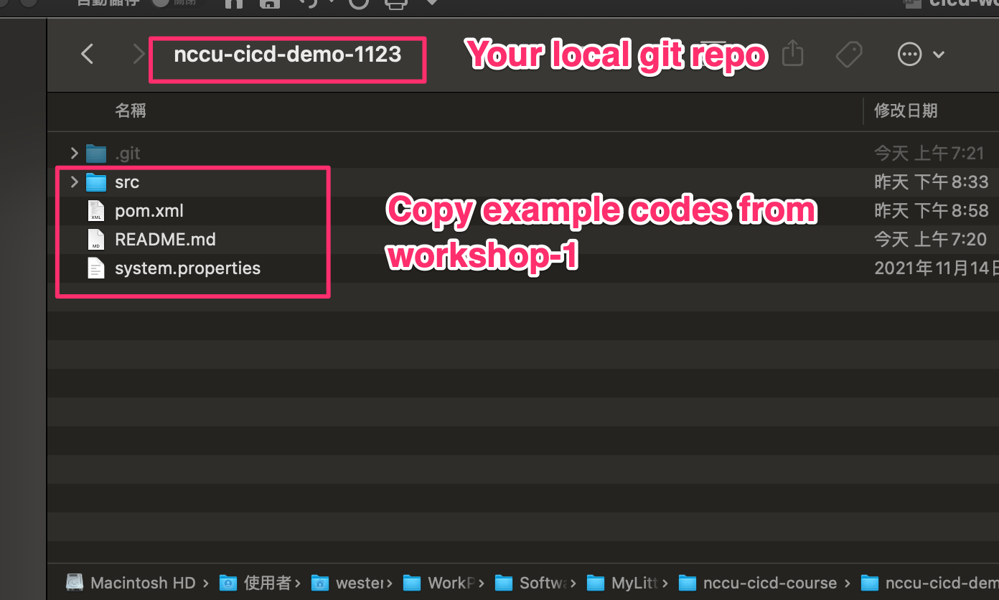 自動儲存
nccu-cicd-demo-1123
Your local git repo
名稱
修改日期
.git
今天 上午7:21
src
昨天 下午8:33
pom.xml
昨天 下午8:58
README.md
今天 上午7:20
system.properties
2021年11月14日
Copy example codes from
workshop-1
Macintosh HD
使用者
wester
WorkP
Softwa
MyLitt
nccu-cicd-course
nccu-cicd-dem